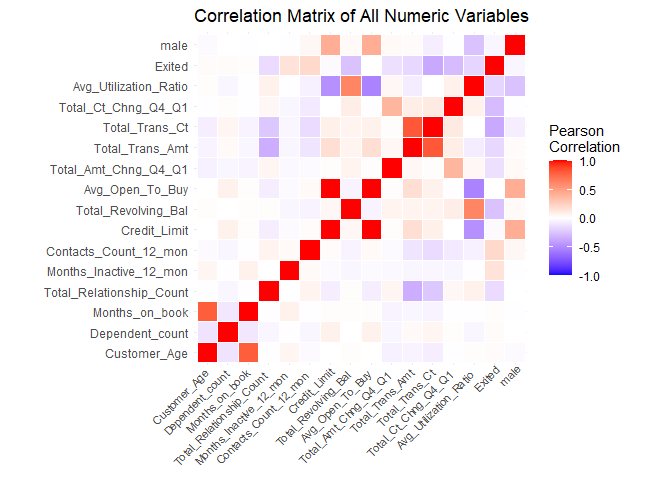 Correlation Matrix of All Numeric Variables
male
Exited
Avg_Utilization_Ratio
Total_Ct_Chng_Q4_Q1
Total_Trans_Ct
Total_Trans_Amt
Total_Amt_Chng_Q4_Q1
Avg_Open_To_Buy
Total_Revolving_Bal
Credit_Limit
Contacts_Count_12_mon
Months_Inactive_12_mon
Total_Relationship_Count
Months_on_book
Dependent_count
Customer_Age
Customer_Age
Dependent_count
Months_on_book
Total_Relationship_Count
Months_Inactive_12_mon
Contacts_Count_12_mon
Credit_Limit
Total_Revolving_Bal
Avg_Open_To_Buy
Total_Amt_Chng_Q4_Q1
Total_Trans_Amt
Total_Trans_Ct
Total_Ct_Chng_Q4_Q1
Avg_Utilization_Ratio
Exited
male
Pearson
Correlation
1.0
0.5
0.0
-0.5
-1.0